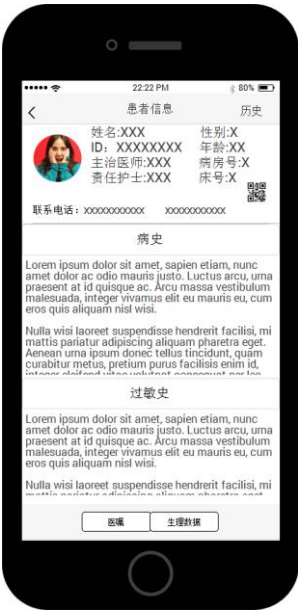 22:22 PM
80%
患者信息
历史
姓名:XXX 性别:X
ID: XXXXXXXX 年龄:XX
主治医师:XXX 病房号:X
责任护士:XXX 床号:X
联系电话：XXXXXXXXXXX XXXXXXXXXXX
病史
Lorem ipsum dolor sit amet, sapien etiam, nunc
amet dolor ac odio mauris justo. Luctus arcu, urna
praesent at id quisque ac. Arcu massa vestibulum
malesuada, integer vivamus elit eu mauris eu, cum
eros quis aliquam nisl wisi.
Nulla wisi laoreet suspendisse hendrerit facilisi, mi
mattis pariatur adipiscing aliquam pharetra eget.
Aenean urna ipsum donec tellus tincidunt, quam
curabitur metus, pretium purus facilisis enim id,
过敏史
Lorem ipsum dolor sit amet, sapien etiam, nunc
amet dolor ac odio mauris justo. Luctus arcu, urna
praesent at id quisque ac. Arcu massa vestibulum
malesuada, integer vivamus elit eu mauris eu, cum
eros quis aliquam nisl wisi.
Nulla wisi laoreet suspendisse hendrerit facilisi, mi
医嘱 生理数据